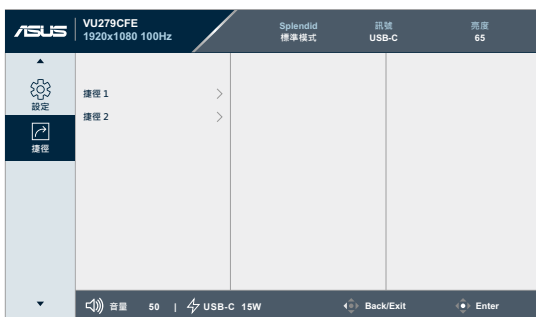 ASUS
VU279CFE
1920x1080 100Hz
Splendid
標準模式
訊號
USB-C
亮度
65
設定
捷徑
捷徑 1
捷徑 2
音量 50 | USB-C 15W
Back/Exit
Enter